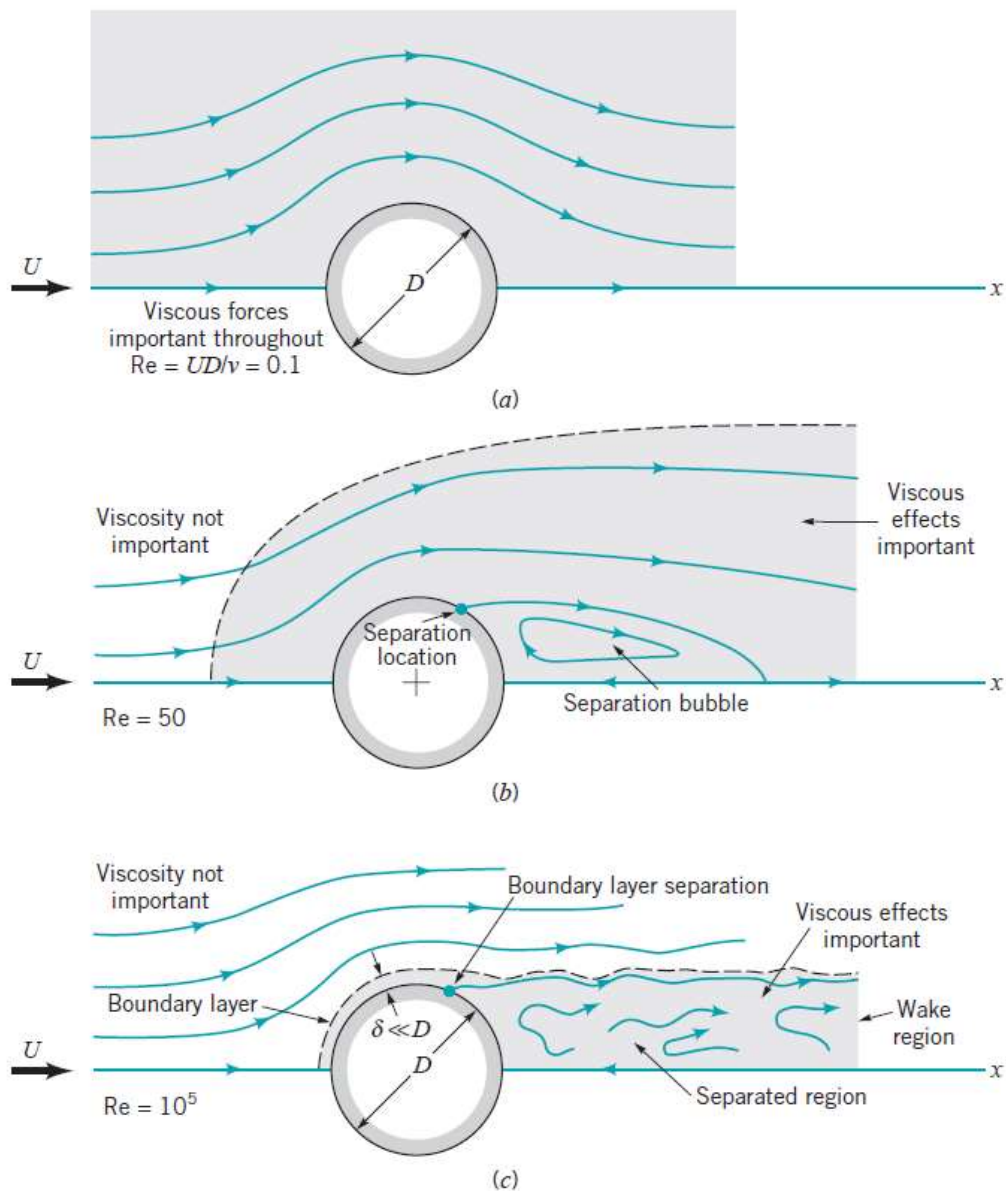 U
D
x
Viscous forces
important throughout
Re = UD/ν = 0.1
(a)
Viscosity not
important
Viscous
effects
important
Separation
location
U
x
Separation bubble
Re = 50
(b)
Viscosity not
important
Boundary layer separation
Viscous effects
important
Boundary layer
δ≪D
Wake
region
D
U
x
Separated region
Re = 10⁵
(c)